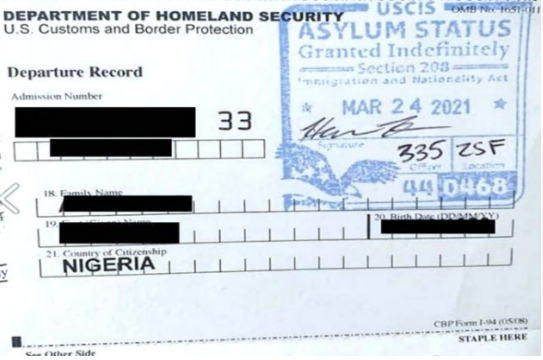 USCIS
OMB No. 1651-0111
DEPARTMENT OF HOMELAND SECURITY
U.S. Customs and Border Protection
ASYLUM STATUS
Granted Indefinitely
Section 208
Immigration and Nationality Act
Departure Record
Admission Number
33
MAR 24 2021
Signature
335 ZSF
Officer Location
44 0468
18. Family Name
19.
20. Birth Date (DD/MM/YY)
21. Country of Citizenship
NIGERIA
CBP Form I-94 (05/08)
STAPLE HERE
See Other Side